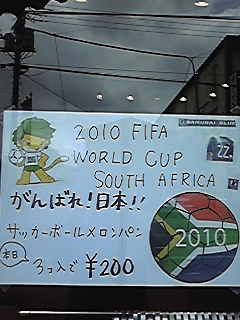 2010 FIFA
WORLD CUP
SOUTH AFRICA
SAMURAI BLUE
22
がんばれ!日本!!
サッカーボールメロンパン
2010
本日
3コ入で ¥200